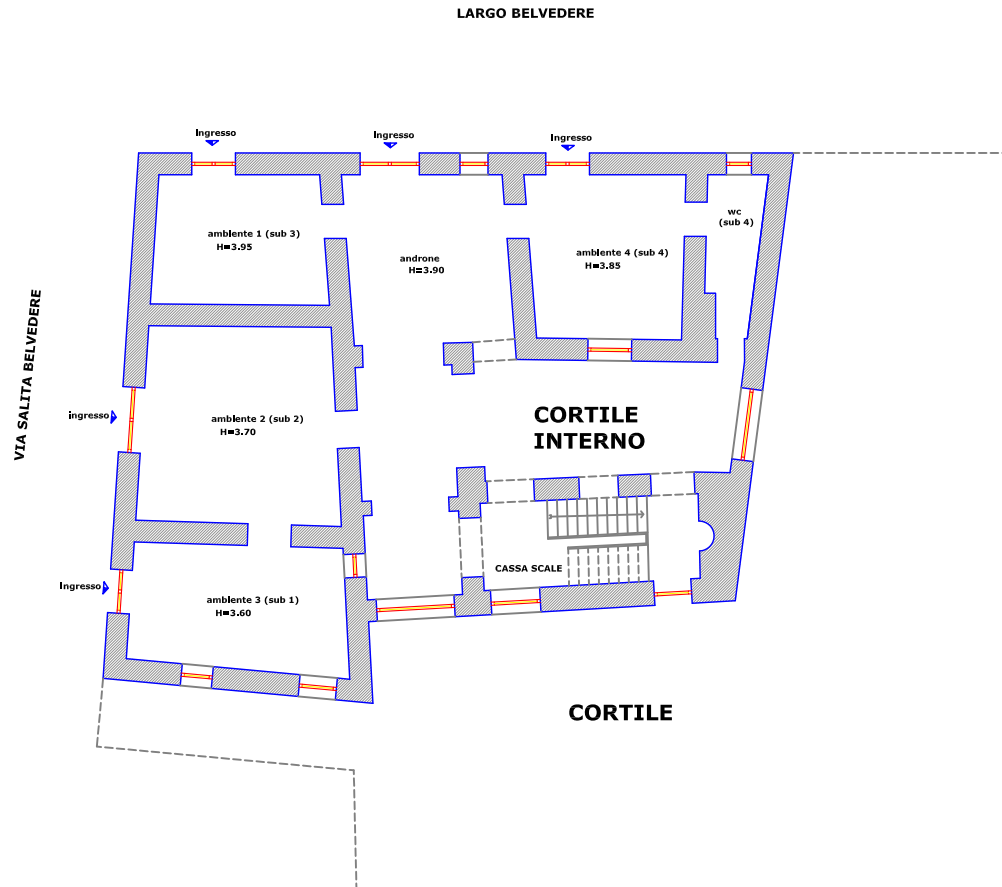 LARGO BELVEDERE
Ingresso
Ingresso
Ingresso
ambiente 1 (sub 3)
H=3.95
androne
H=3.90
ambiente 4 (sub 4)
H=3.85
wc
(sub 4)
VIA SALITA BELVEDERE
ingresso
ambiente 2 (sub 2)
H=3.70
CORTILE
INTERNO
CASSA SCALE
Ingresso
ambiente 3 (sub 1)
H=3.60
CORTILE